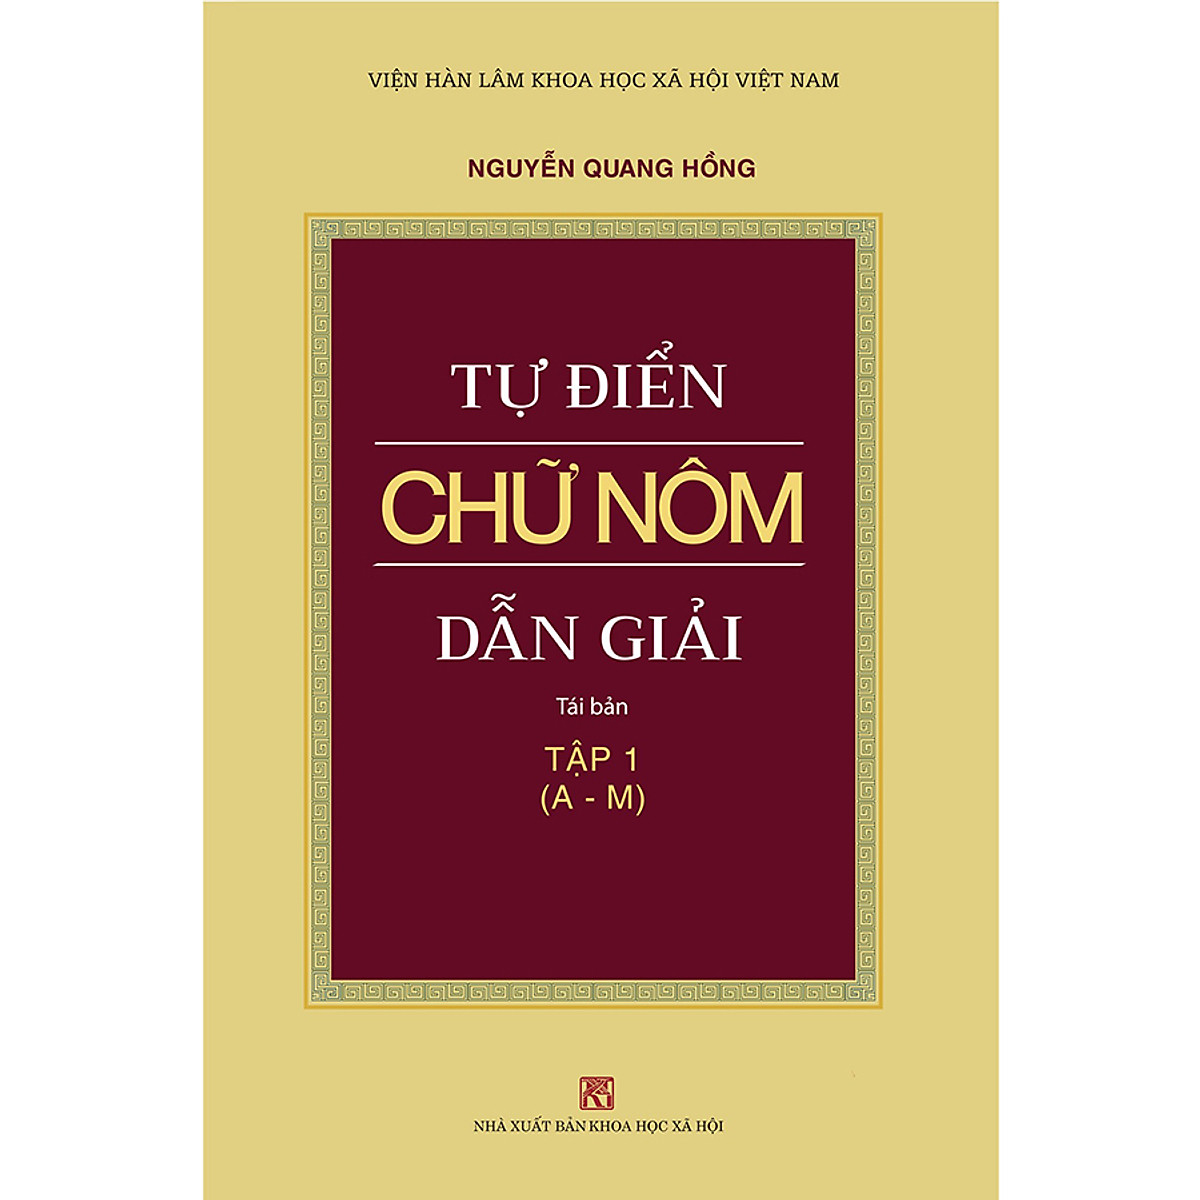 VIỆN HÀN LÂM KHOA HỌC XÃ HỘI VIỆT NAM
NGUYỄN QUANG HỒNG
TỰ ĐIỂN
CHỮ NÔM
DẪN GIẢI
Tái bản
TẬP 1
(A - M)
NHÀ XUẤT BẢN KHOA HỌC XÃ HỘI